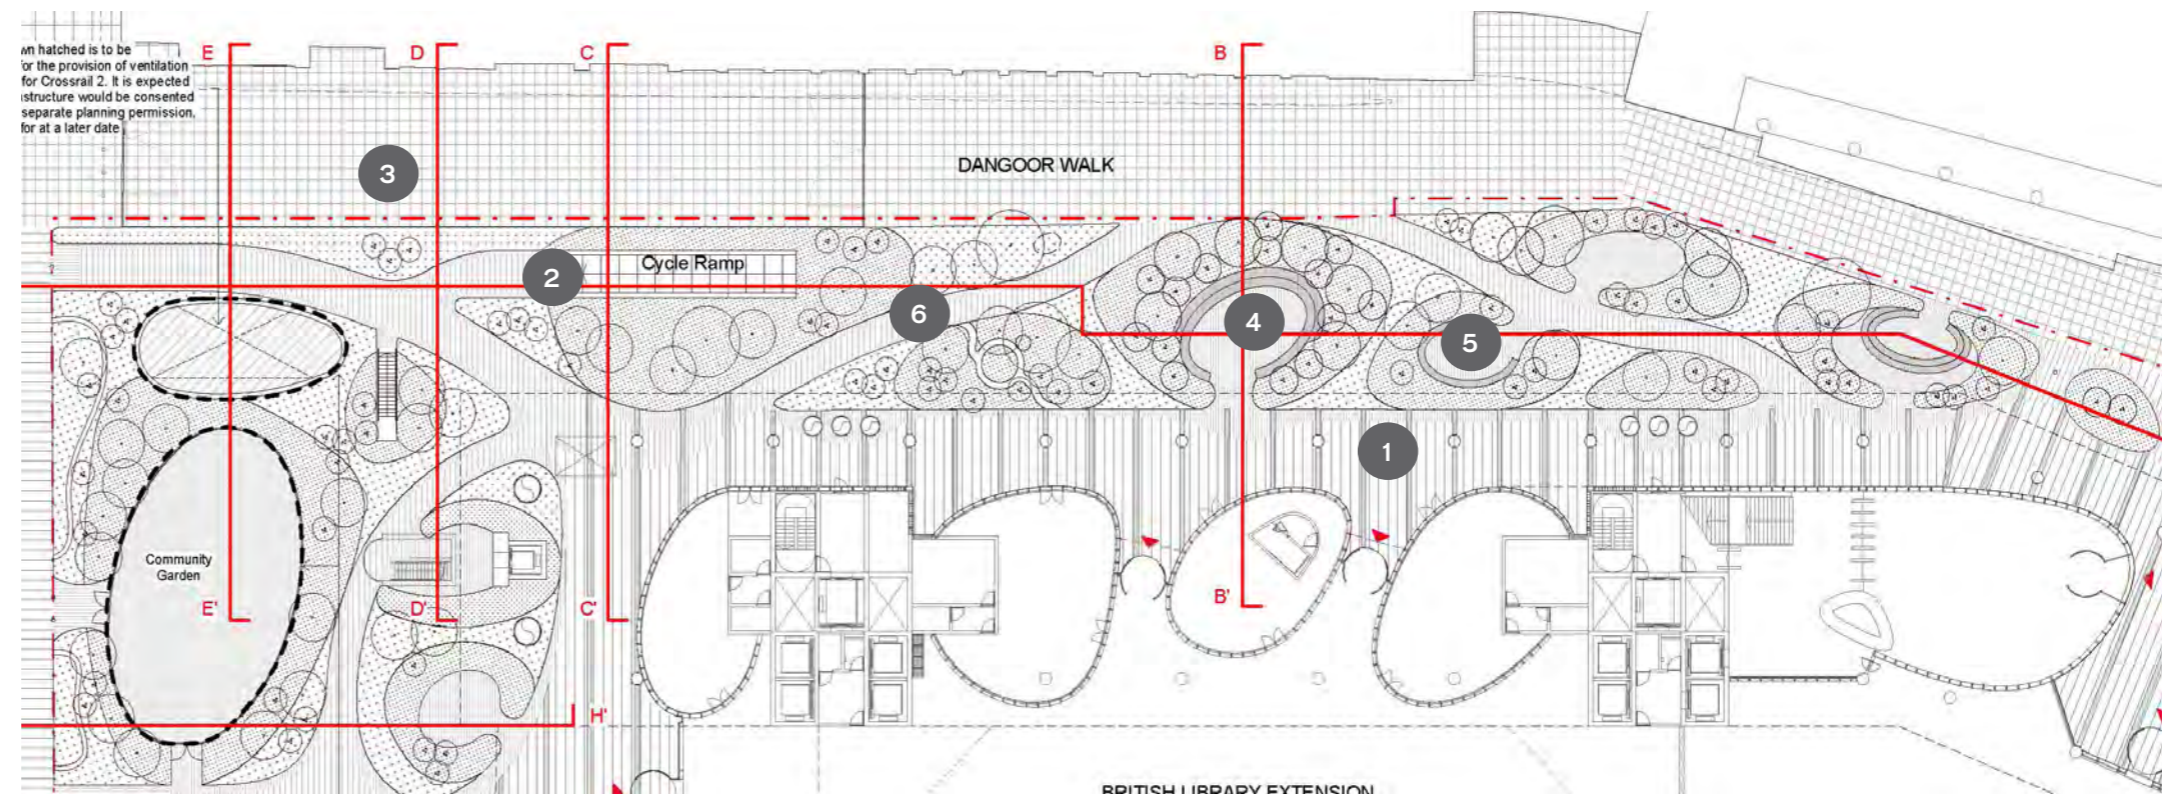 wn hatched is to be
for the provision of ventilation
for Crossrail 2. It is expected
structure would be consented
separate planning permission,
for at a later date
E
D
C
B
3
DANGOOR WALK
2
Cycle Ramp
6
4
5
1
Community
Garden
E'
D'
C'
B'
H'
BRITISH LIBRARY EXTENSION